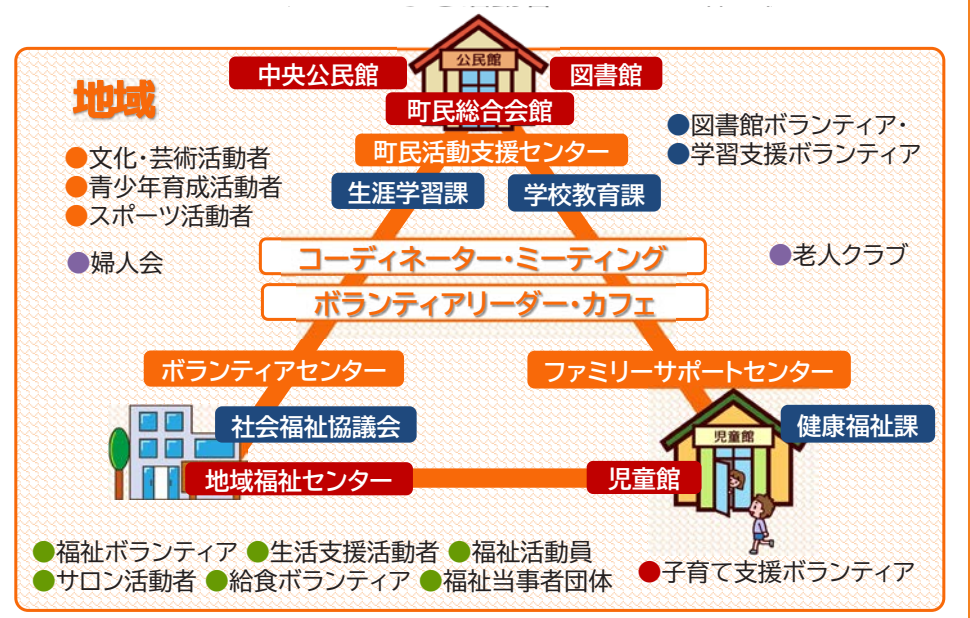 公民館
中央公民館
図書館
町民総合会館
地域
町民活動支援センター
●図書館ボランティア・
●学習支援ボランティア
●文化・芸術活動者
●青少年育成活動者
●スポーツ活動者
生涯学習課
学校教育課
●婦人会
コーディネーター・ミーティング
●老人クラブ
ボランティアリーダー・カフェ
ボランティアセンター
ファミリーサポートセンター
社会福祉協議会
児童館
健康福祉課
地域福祉センター
児童館
●福祉ボランティア ●生活支援活動者 ●福祉活動員
●サロン活動者 ●給食ボランティア ●福祉当事者団体
●子育て支援ボランティア